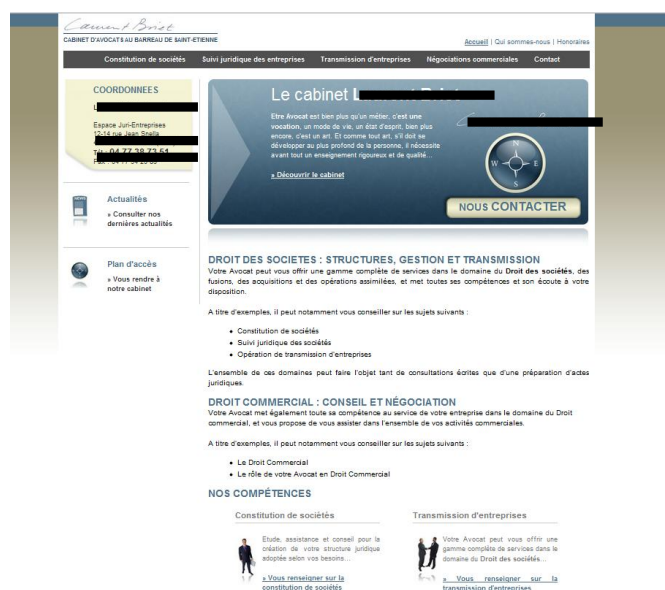 Laurent Briet
CABINET D'AVOCATS AU BARREAU DE SAINT-ETIENNE
Accueil | Qui sommes-nous | Honoraires
Constitution de sociétés Suivi juridique des entreprises Transmission d'entreprises Négociations commerciales Contact
COORDONNEES
Espace Juri-Entreprises
12-14 rue Jean Snella
Le cabinet
Etre Avocat est bien plus qu'un métier, c'est une
vocation, un mode de vie, un état d'esprit, bien plus
encore, c'est un art. Et comme tout art, s'il doit se
développer au plus profond de la personne, il nécessite
avant tout un enseignement rigoureux et de qualité...
» Découvrir le cabinet
N
W E
S
NOUS CONTACTER
Actualités
» Consulter nos
dernières actualités
Plan d'accès
» Vous rendre à
notre cabinet
DROIT DES SOCIETES : STRUCTURES, GESTION ET TRANSMISSION
Votre Avocat peut vous offrir une gamme complète de services dans le domaine du Droit des sociétés, des
fusions, des acquisitions et des opérations assimilées, et met toutes ses compétences et son écoute à votre
disposition.
A titre d'exemples, il peut notamment vous conseiller sur les sujets suivants :
• Constitution de sociétés
• Suivi juridique des sociétés
• Opération de transmission d'entreprises
L'ensemble de ces domaines peut faire l'objet tant de consultations écrites que d'une préparation d'actes
juridiques.
DROIT COMMERCIAL : CONSEIL ET NÉGOCIATION
Votre Avocat met également toute sa compétence au service de votre entreprise dans le domaine du Droit
commercial, et vous propose de vous assister dans l'ensemble de vos activités commerciales.
A titre d'exemples, il peut notamment vous conseiller sur les sujets suivants :
• Le Droit Commercial
• Le rôle de votre Avocat en Droit Commercial
NOS COMPÉTENCES
Constitution de sociétés
Etude, assistance et conseil pour la
création de votre structure juridique
adoptée selon vos besoins...
» Vous renseigner sur la
constitution de sociétés
Transmission d'entreprises
Votre Avocat peut vous offrir une
gamme complète de services dans le
domaine du Droit des sociétés...
» Vous renseigner sur la
transmission d'entreprises